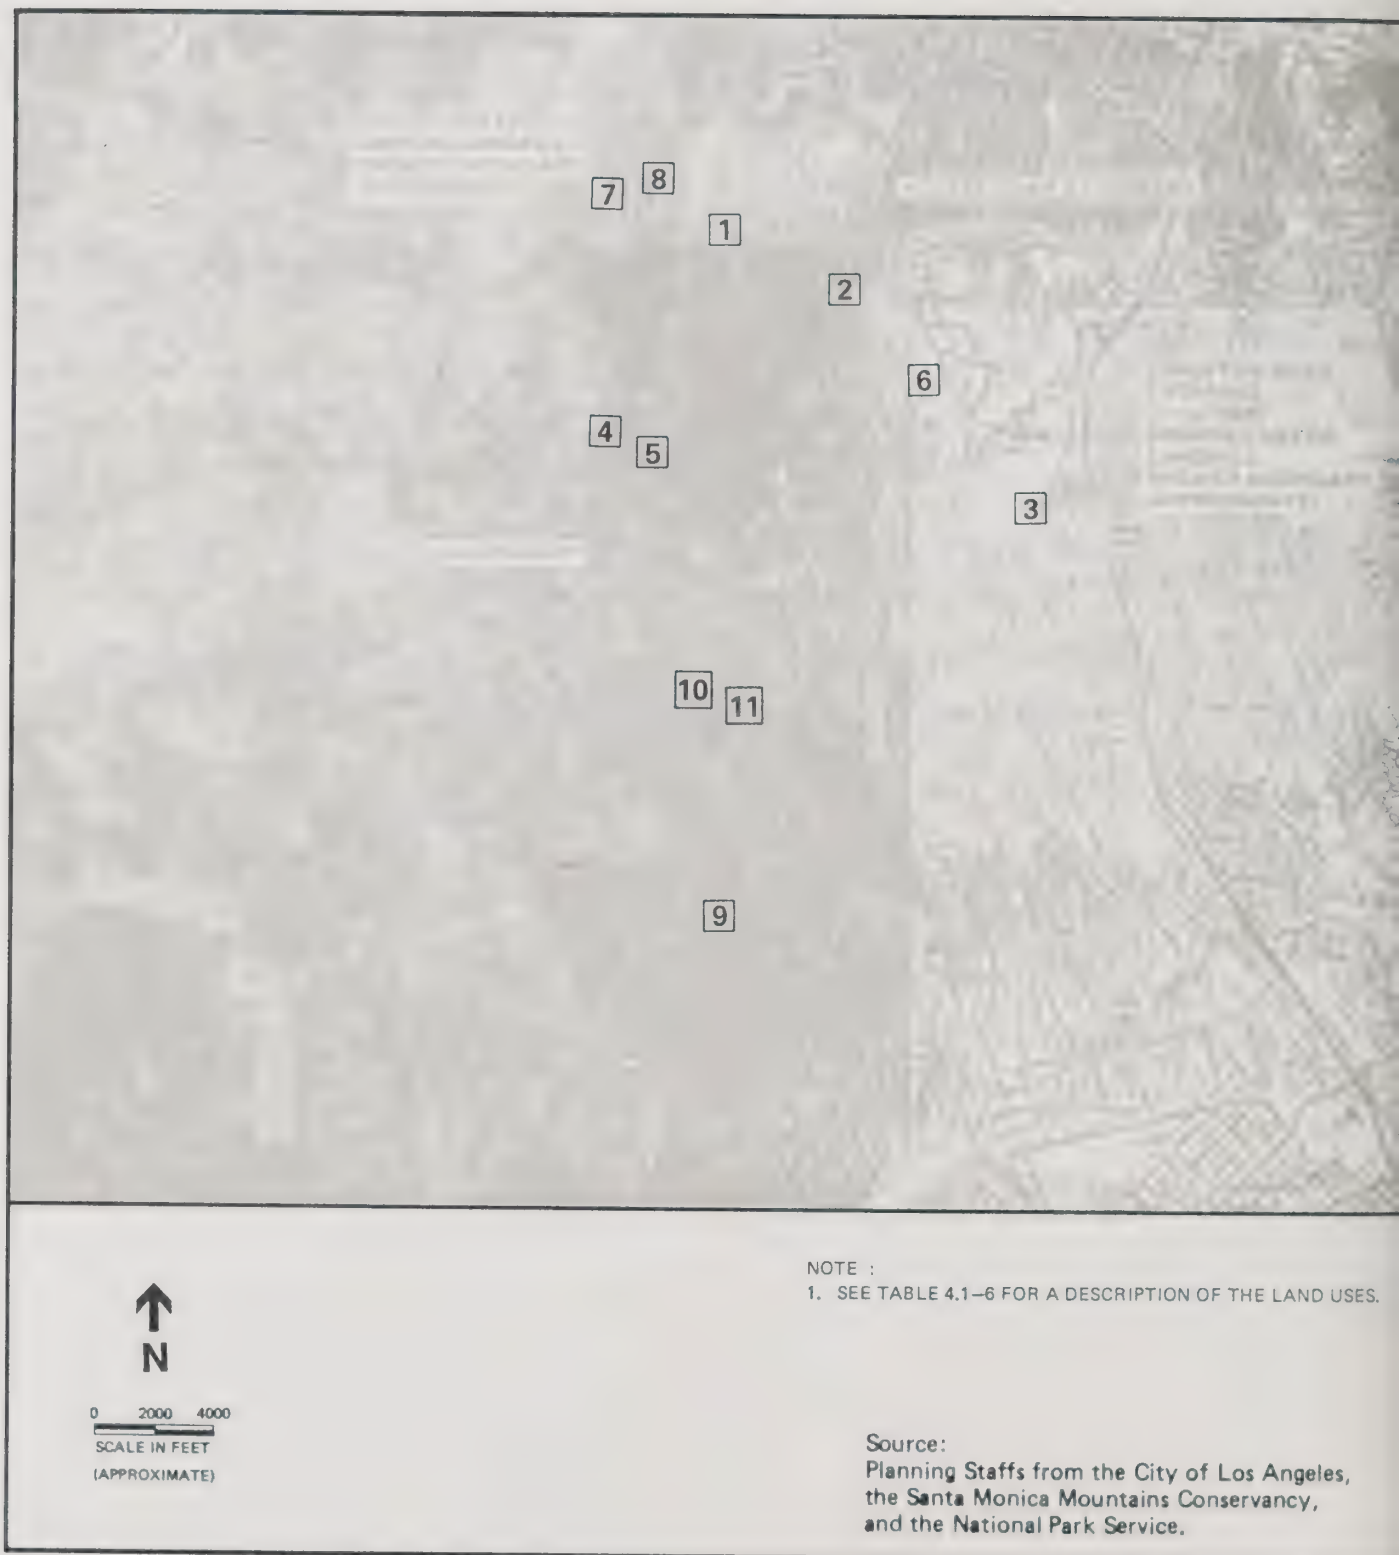 8
7
1
2
6
4
5
3
10
11
9
N
0 2000 4000
SCALE IN FEET
(APPROXIMATE)
NOTE :
1. SEE TABLE 4.1-6 FOR A DESCRIPTION OF THE LAND USES.
Source:
Planning Staffs from the City of Los Angeles,
the Santa Monica Mountains Conservancy,
and the National Park Service.